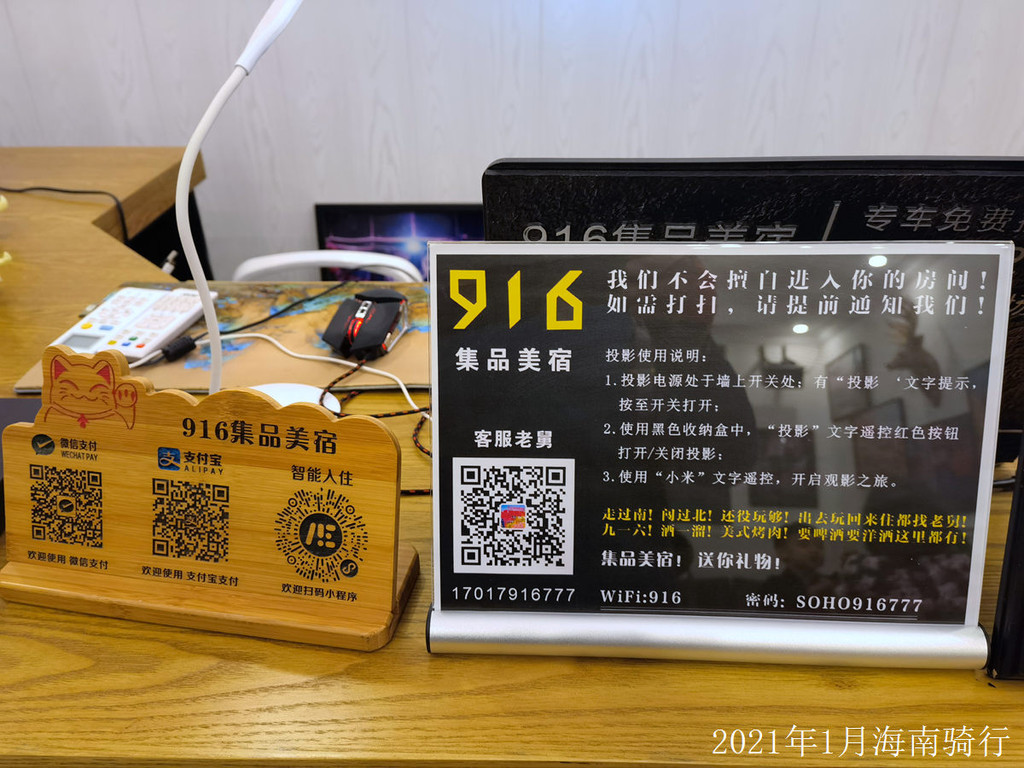 916集品美宿
专车免费
916
集品美宿
客服老舅
17017916777
我们不会擅自进入你的房间！
如需打扫，请提前通知我们！
投影使用说明：
1.投影电源处于墙上开关处；有“投影‘文字提示，
按至开关打开；
2.使用黑色收纳盒中，“投影”文字遥控红色按钮
打开/关闭投影；
3.使用“小米”文字遥控，开启观影之旅。
走过南！闯过北！还没玩够！出去玩回来住都找老舅！
九一六！酒一溜！美式烤肉！要啤酒要洋酒这里都有！
集品美宿！送你礼物！
WiFi:916 密码：SOHO916777
916集品美宿
微信支付
WECHAT PAY
欢迎使用 微信支付
支付宝
ALIPAY
欢迎使用 支付宝支付
智能入住
欢迎扫码小程序
2021年1月海南骑行